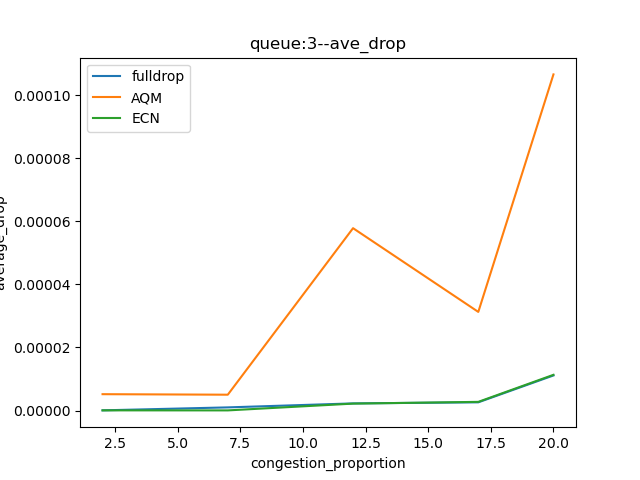 queue:3--ave_drop
fulldrop
AQM
ECN
0.00010
0.00008
0.00006
0.00004
0.00002
0.00000
average_drop
2.5 5.0 7.5 10.0 12.5 15.0 17.5 20.0
congestion_proportion